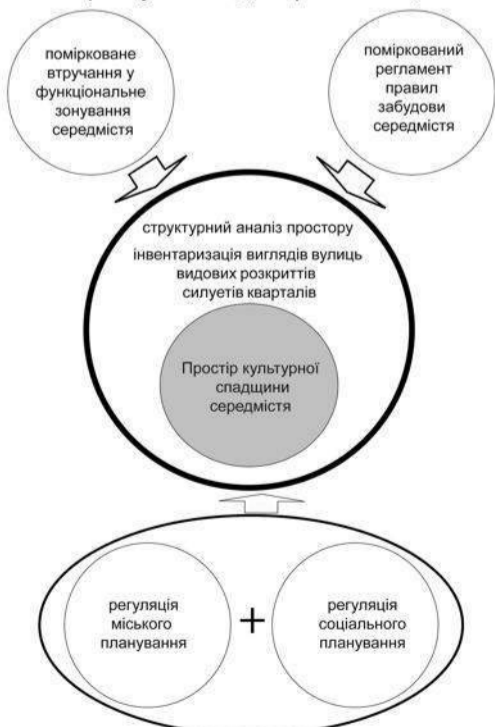 помірковане
втручання у
функціональне
зонування
середмістя
поміркований
регламент
правил
забудови
середмістя
структурний аналіз простору
інвентаризація виглядів вулиць
видових розкриттів
силуетів кварталів
Простір культурної
спадщини
середмістя
регуляція
міського
планування
+
регуляція
соціального
планування